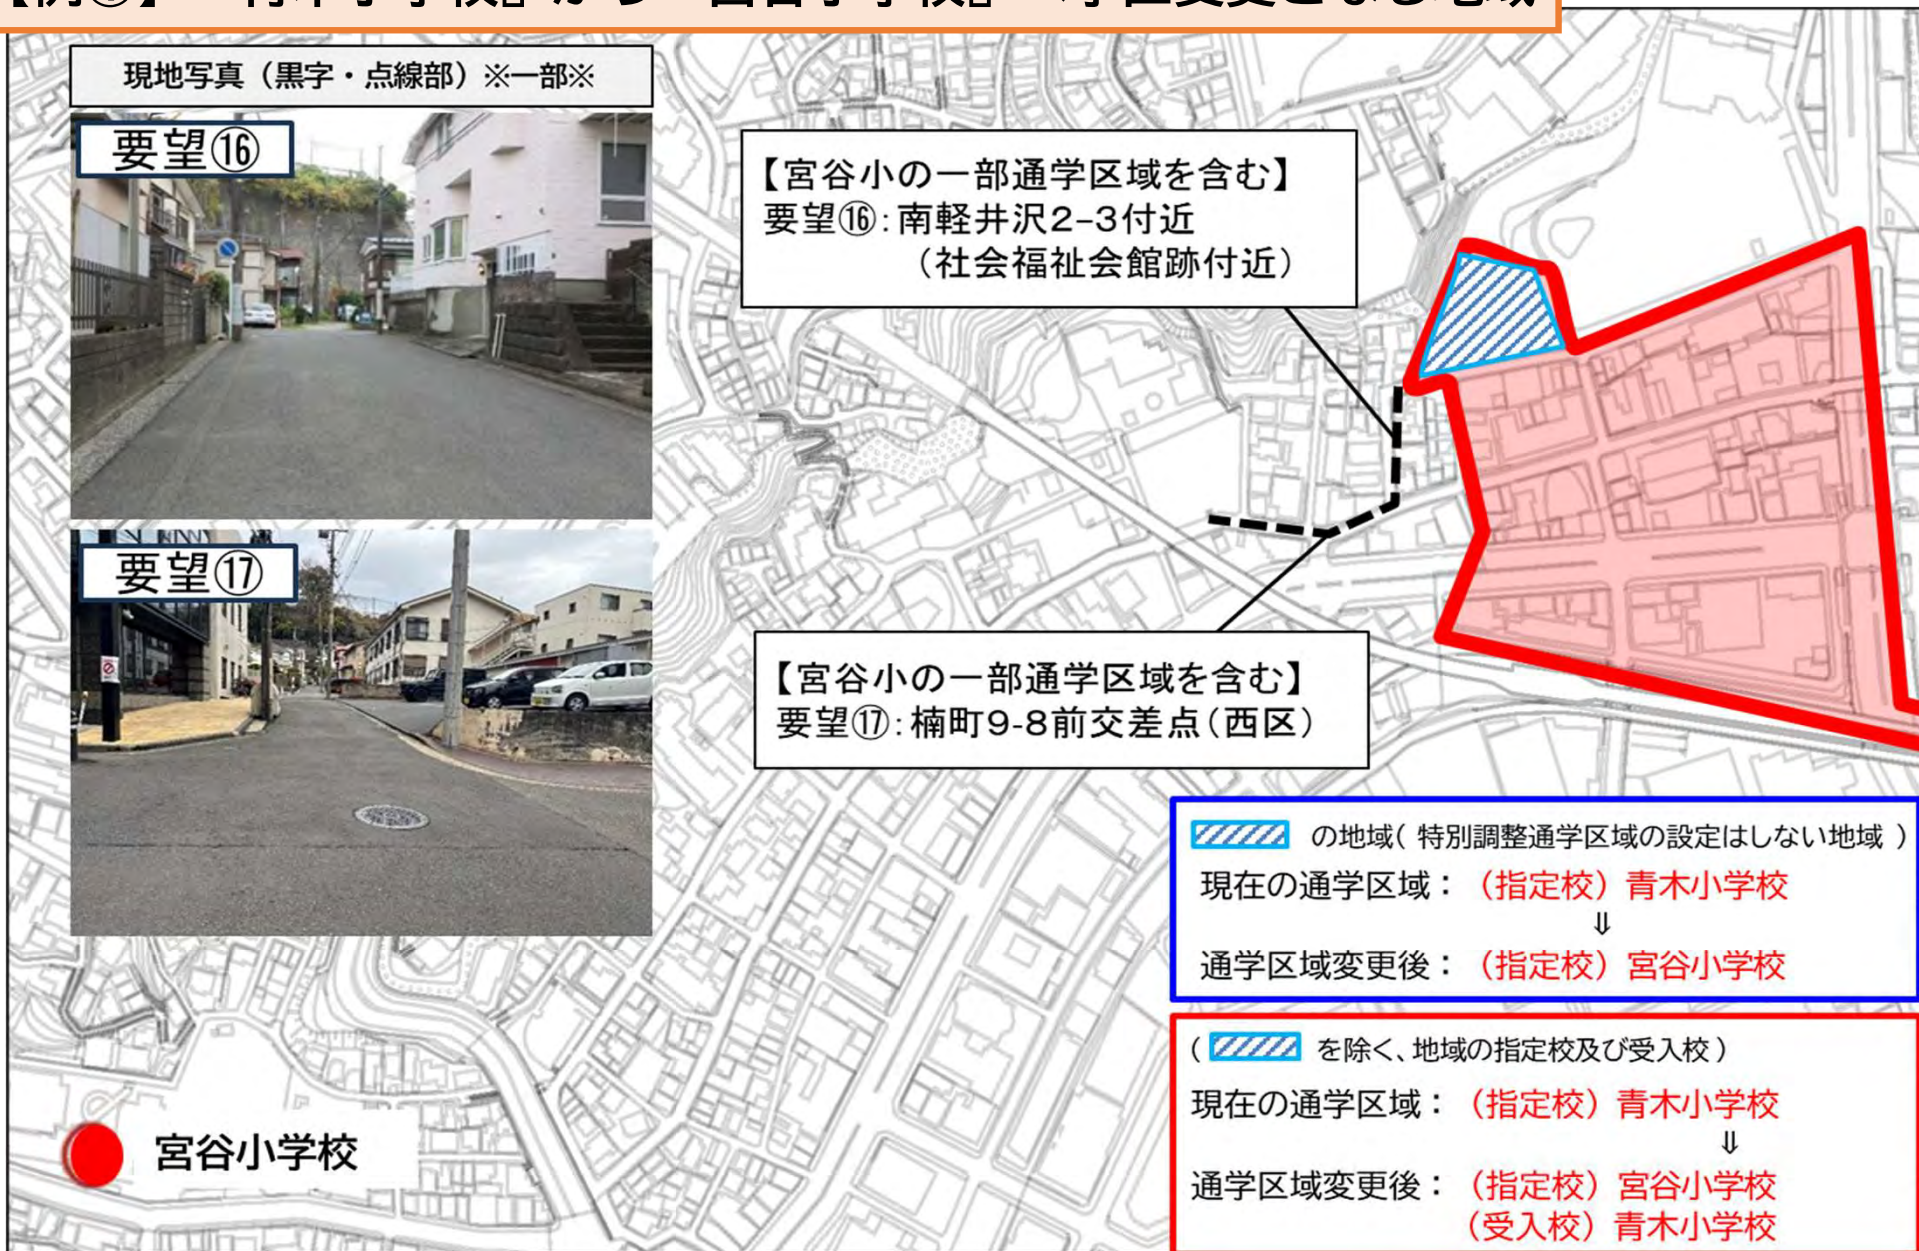 現地写真（黒字・点線部）※一部※
要望⑯
【宮谷小の一部通学区域を含む】
要望⑯：南軽井沢2−3付近
（社会福祉会館跡付近）
要望⑰
【宮谷小の一部通学区域を含む】
要望⑰：楠町9-8前交差点（西区）
の地域（ 特別調整通学区域の設定はしない地域 ）
現在の通学区域：（指定校）青木小学校
⇓
通学区域変更後：（指定校）宮谷小学校
（ を除く、地域の指定校及び受入校）
現在の通学区域：（指定校）青木小学校
⇓
通学区域変更後：（指定校）宮谷小学校
（受入校）青木小学校
宮谷小学校